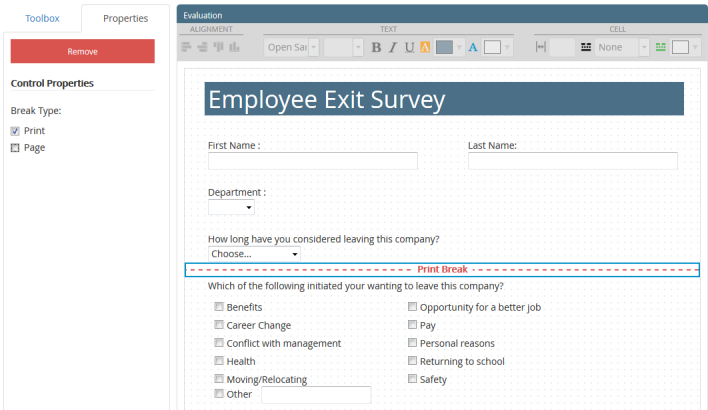 Toolbox
Properties
Remove
Control Properties
Break Type:
Print
Page
Evaluation
ALIGNMENT
TEXT
CELL
Open Sai
B I U A A
None
Employee Exit Survey
First Name :
Last Name:
Department :
How long have you considered leaving this company?
Choose...
Print Break
Which of the following initiated your wanting to leave this company?
Benefits
Opportunity for a better job
Career Change
Pay
Conflict with management
Personal reasons
Health
Returning to school
Moving/Relocating
Safety
Other